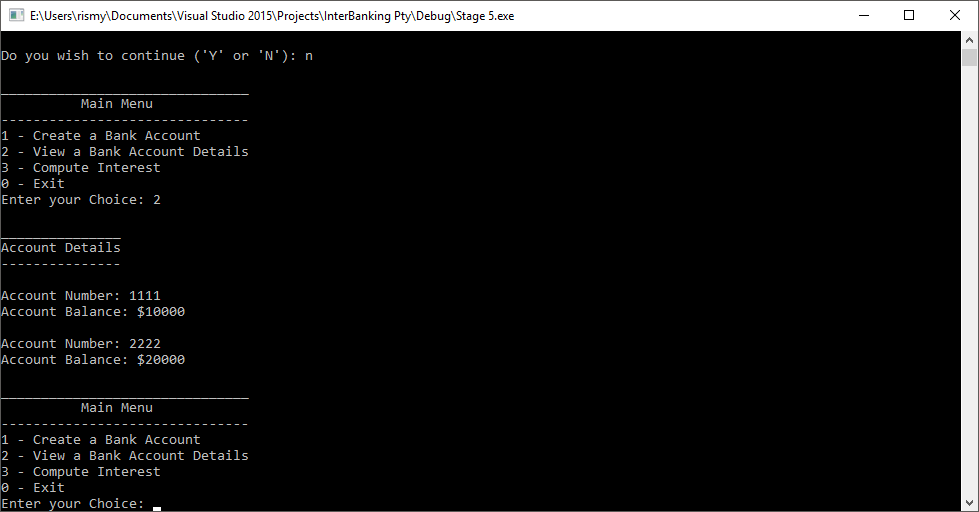 E:\Users\rismy\Documents\Visual Studio 2015\Projects\InterBanking Pty\Debug\Stage 5.exe
Do you wish to continue ('Y' or 'N'): n
_______________________________
Main Menu
-------------------------------
1 - Create a Bank Account
2 - View a Bank Account Details
3 - Compute Interest
0 - Exit
Enter your Choice: 2
_______________
Account Details
---------------
Account Number: 1111
Account Balance: $10000
Account Number: 2222
Account Balance: $20000
_______________________________
Main Menu
-------------------------------
1 - Create a Bank Account
2 - View a Bank Account Details
3 - Compute Interest
0 - Exit
Enter your Choice: _